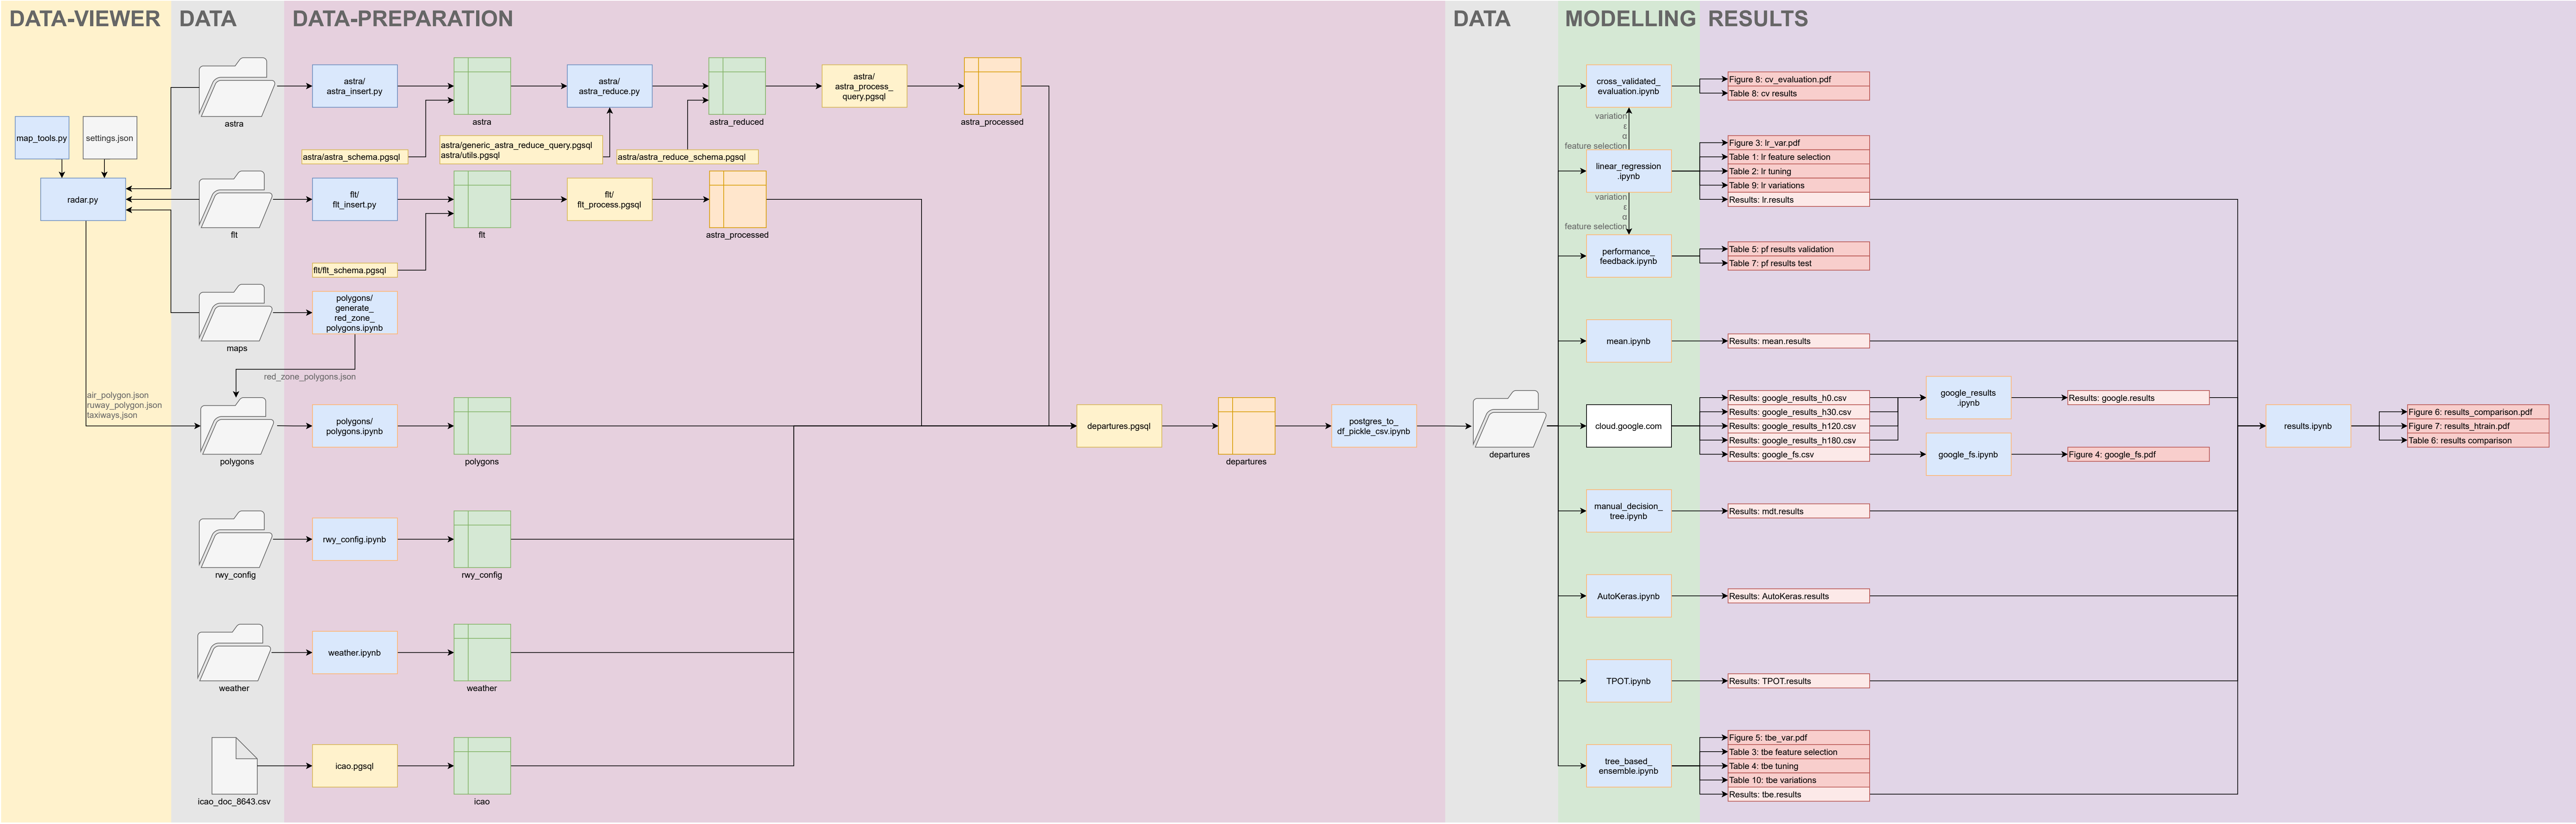 DATA-VIEWER
DATA
DATA-PREPARATION
DATA
MODELLING
RESULTS
map_tools.py
settings.json
radar.py
air_polygon.json
ruway_polygon.json
taxiways.json
astra
flt
maps
red_zone_polygons.json
polygons
rwy_config
weather
icao_doc_8643.csv
astra/
astra_insert.py
astra
astra/
astra_reduce.py
astra_reduced
astra/
astra_process_
query.pgsql
astra_processed
astra/astra_schema.pgsql
astra/generic_astra_reduce_query.pgsql
astra/utils.pgsql
astra/astra_reduce_schema.pgsql
flt/
flt_insert.py
flt
flt/
flt_process.pgsql
astra_processed
flt/flt_schema.pgsql
polygons/
generate_
red_zone_
polygons.ipynb
polygons/
polygons.ipynb
polygons
rwy_config.ipynb
rwy_config
weather.ipynb
weather
icao.pgsql
icao
departures.pgsql
departures
postgres_to_
df_pickle_csv.ipynb
departures
cross_validated_
evaluation.ipynb
variation
ε
α
feature selection
linear_regression
.ipynb
variation
ε
α
feature selection
performance_
feedback.ipynb
mean.ipynb
cloud.google.com
manual_decision_
tree.ipynb
AutoKeras.ipynb
TPOT.ipynb
tree_based_
ensemble.ipynb
Figure 8: cv_evaluation.pdf
Table 8: cv results
Figure 3: lr_var.pdf
Table 1: lr feature selection
Table 2: lr tuning
Table 9: lr variations
Results: lr.results
Table 5: pf results validation
Table 7: pf results test
Results: mean.results
Results: google_results_h0.csv
Results: google_results_h30.csv
Results: google_results_h120.csv
Results: google_results_h180.csv
Results: google_fs.csv
google_results
.ipynb
google_fs.ipynb
Results: google.results
Figure 4: google_fs.pdf
Results: mdt.results
Results: AutoKeras.results
Results: TPOT.results
Figure 5: tbe_var.pdf
Table 3: tbe feature selection
Table 4: tbe tuning
Table 10: tbe variations
Results: tbe.results
results.ipynb
Figure 6: results_comparison.pdf
Figure 7: results_htrain.pdf
Table 6: results comparison